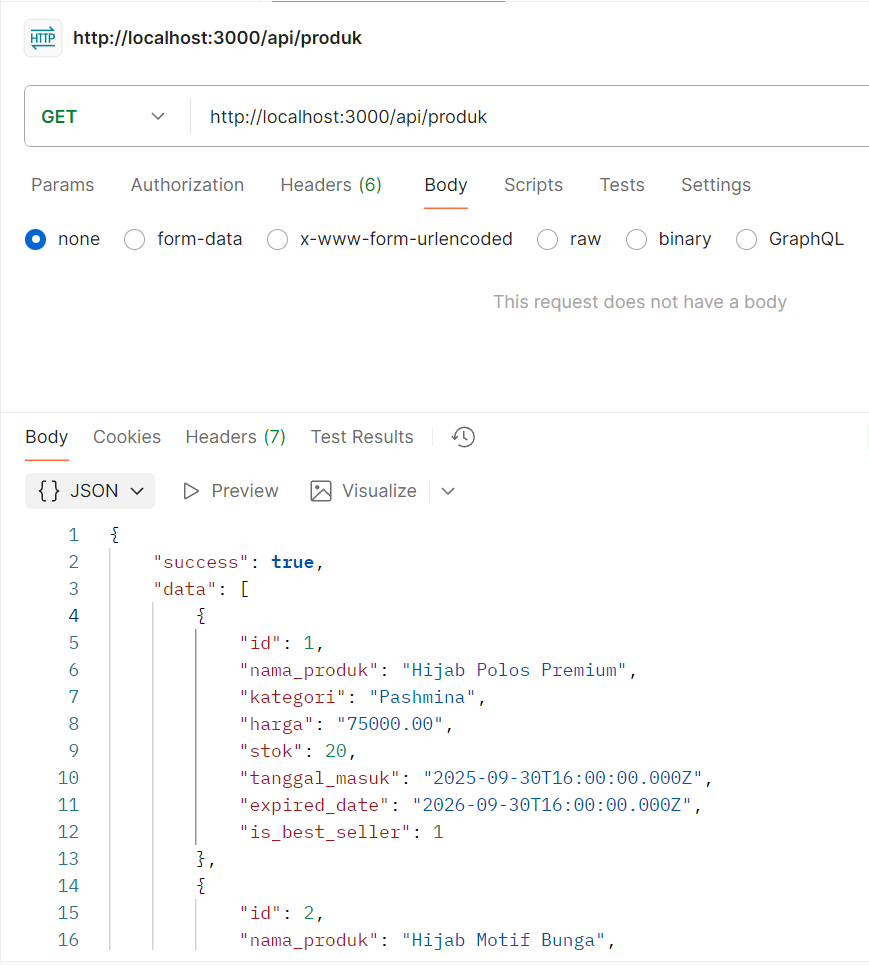 HTTP http://localhost:3000/api/produk
GET http://localhost:3000/api/produk
Params Authorization Headers (6) Body Scripts Tests Settings
none form-data x-www-form-urlencoded raw binary GraphQL
This request does not have a body
Body Cookies Headers (7) Test Results
{} JSON Preview Visualize
1 {
2 "success": true,
3 "data": [
4 {
5 "id": 1,
6 "nama_produk": "Hijab Polos Premium",
7 "kategori": "Pashmina",
8 "harga": "75000.00",
9 "stok": 20,
10 "tanggal_masuk": "2025-09-30T16:00:00.000Z",
11 "expired_date": "2026-09-30T16:00:00.000Z",
12 "is_best_seller": 1
13 },
14 {
15 "id": 2,
16 "nama_produk": "Hijab Motif Bunga",